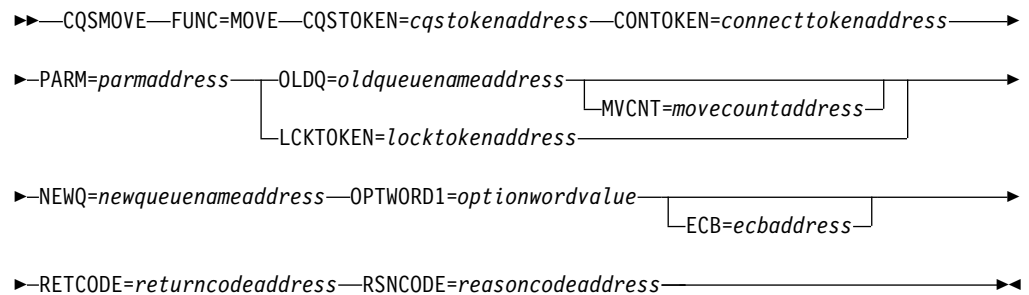 CQSMOVE FUNC=MOVE CQSTOKEN=cqstokenaddress CONTOKEN=connecttokenaddress
PARM=parmaddress OLDQ=oldqueuenameaddress
MVCNT=movecountaddress
LCKTOKEN=locktokenaddress
NEWQ=newqueuenameaddress OPTWORD1=optionwordvalue
ECB=ecbaddress
RETCODE=returncodeaddress RSNCODE=reasoncodeaddress